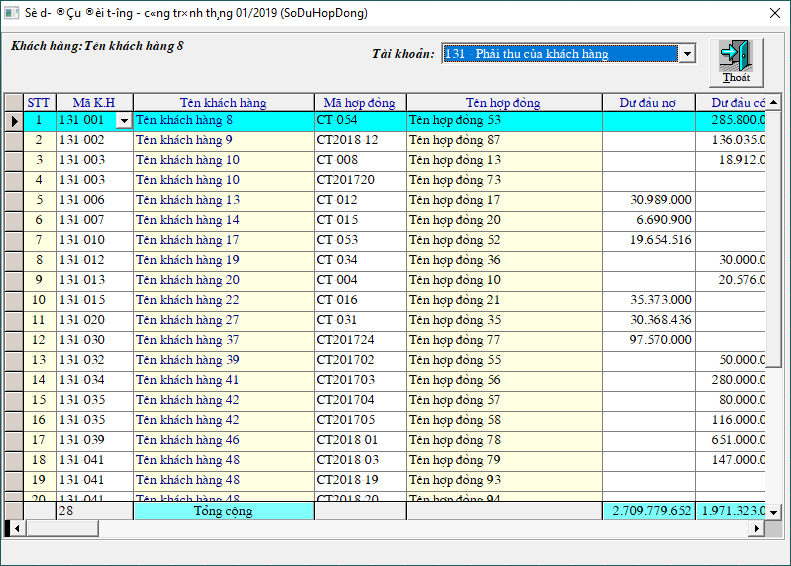 Sè d- ®Çu ®èi t-îng - c«ng tr×nh th¸ng 01/2019 (SoDuHopDong)
Khách hàng: Tên khách hàng 8
Tài khoản: 131 - Phải thu của khách hàng
Thoát
STT Mã K.H Tên khách hàng Mã hợp đồng Tên hợp đồng Dư đầu nợ Dư đầu có
1 131-001 Tên khách hàng 8 CT-054 Tên hợp đồng 53 285.800.0
2 131-002 Tên khách hàng 9 CT2018-12 Tên hợp đồng 87 136.035.0
3 131-003 Tên khách hàng 10 CT-008 Tên hợp đồng 13 18.912.0
4 131-003 Tên khách hàng 10 CT201720 Tên hợp đồng 73
5 131-006 Tên khách hàng 13 CT-012 Tên hợp đồng 17 30.989.000
6 131-007 Tên khách hàng 14 CT-015 Tên hợp đồng 20 6.690.900
7 131-010 Tên khách hàng 17 CT-053 Tên hợp đồng 52 19.654.516
8 131-012 Tên khách hàng 19 CT-034 Tên hợp đồng 36 30.000.0
9 131-013 Tên khách hàng 20 CT-004 Tên hợp đồng 10 20.576.0
10 131-015 Tên khách hàng 22 CT-016 Tên hợp đồng 21 35.373.000
11 131-020 Tên khách hàng 27 CT-031 Tên hợp đồng 35 30.368.436
12 131-030 Tên khách hàng 37 CT201724 Tên hợp đồng 77 97.570.000
13 131-032 Tên khách hàng 39 CT201702 Tên hợp đồng 55 50.000.0
14 131-034 Tên khách hàng 41 CT201703 Tên hợp đồng 56 280.000.0
15 131-035 Tên khách hàng 42 CT201704 Tên hợp đồng 57 80.000.0
16 131-035 Tên khách hàng 42 CT201705 Tên hợp đồng 58 116.000.0
17 131-039 Tên khách hàng 46 CT2018-01 Tên hợp đồng 78 651.000.0
18 131-041 Tên khách hàng 48 CT2018-03 Tên hợp đồng 79 147.000.0
19 131-041 Tên khách hàng 48 CT2018-19 Tên hợp đồng 93
20 131-041 Tên khách hàng 48 CT2018-20 Tên hợp đồng 94
28 Tổng cộng 2.709.779.652 1.971.323.0